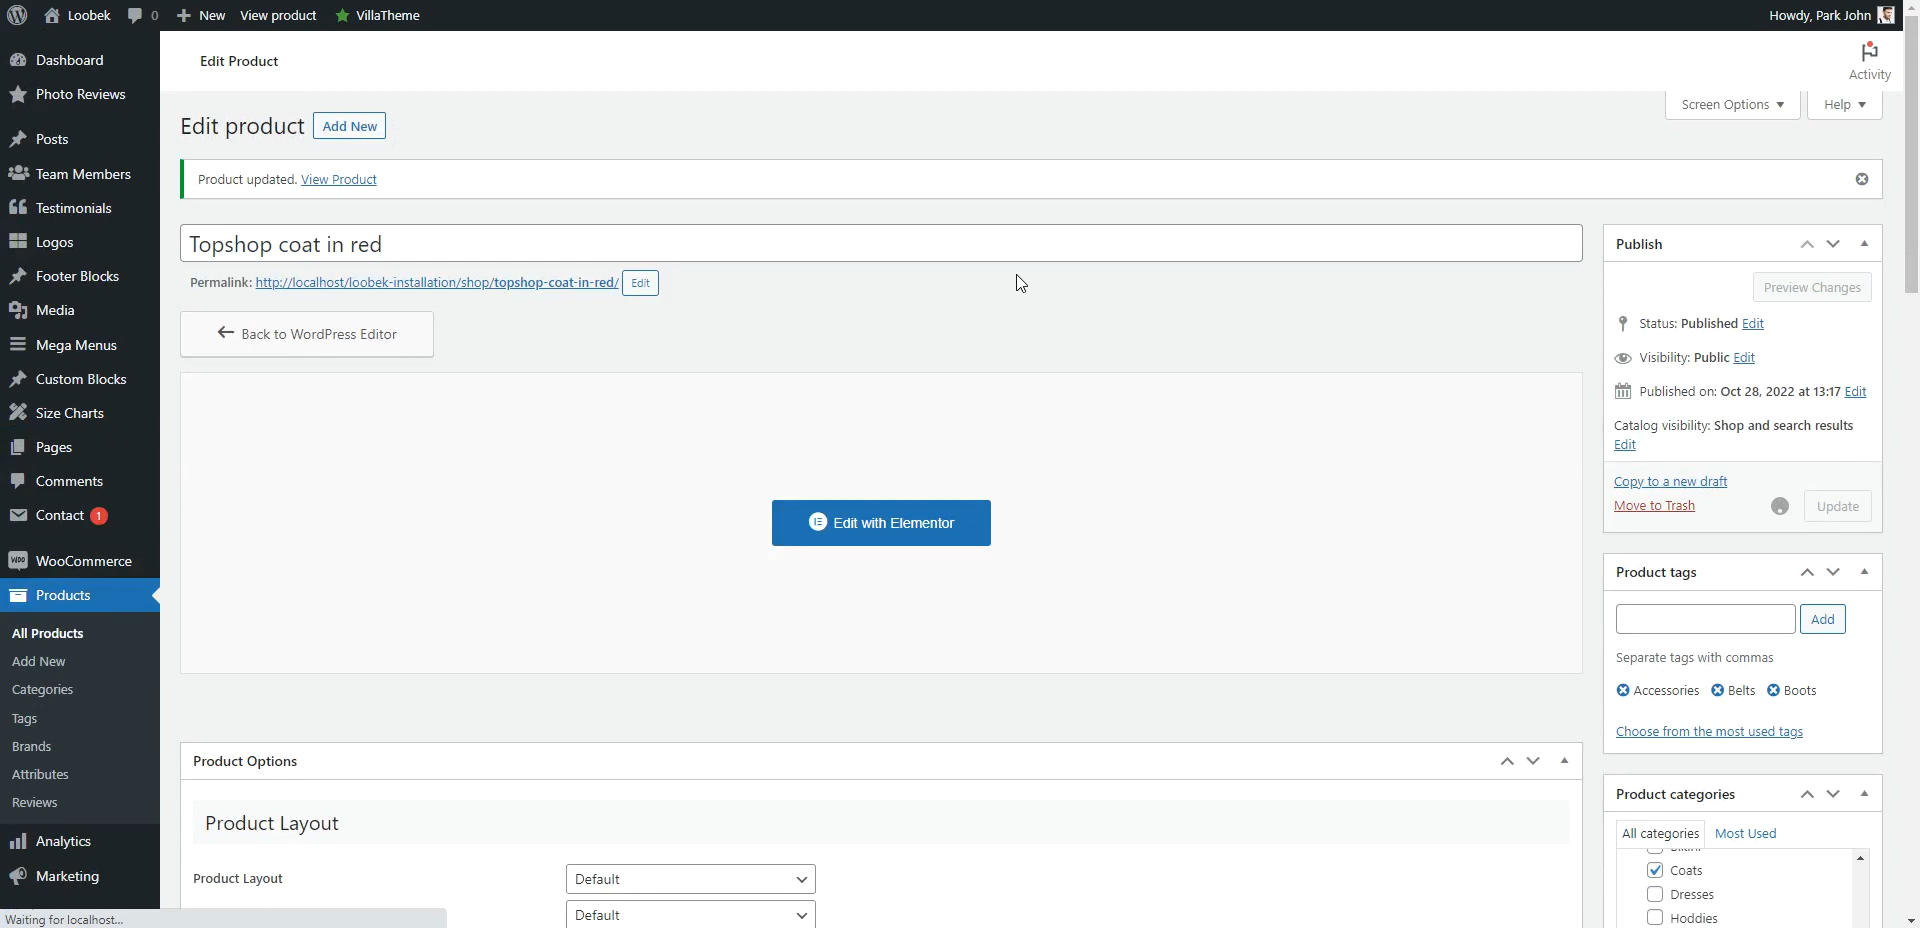 Loobek 0 New View product VillaTheme Howdy, Park John
Dashboard
Photo Reviews
Posts
Team Members
Testimonials
Logos
Footer Blocks
Media
Mega Menus
Custom Blocks
Size Charts
Pages
Comments
Contact 1
WooCommerce
Products
All Products
Add New
Categories
Tags
Brands
Attributes
Reviews
Analytics
Marketing
Waiting for localhost...
Edit Product
Activity
Screen Options Help
Edit product Add New
Product updated. View Product
Topshop coat in red
Permalink: http://localhost/loobek-installation/shop/topshop-coat-in-red/ Edit
Back to WordPress Editor
Edit with Elementor
Product Options
Product Layout
Product Layout Default
Default
Publish
Preview Changes
Status: Published Edit
Visibility: Public Edit
Published on: Oct 28, 2022 at 13:17 Edit
Catalog visibility: Shop and search results
Edit
Copy to a new draft
Move to Trash Update
Product tags
Add
Separate tags with commas
Accessories Belts Boots
Choose from the most used tags
Product categories
All categories Most Used
Coats
Dresses
Hoddies